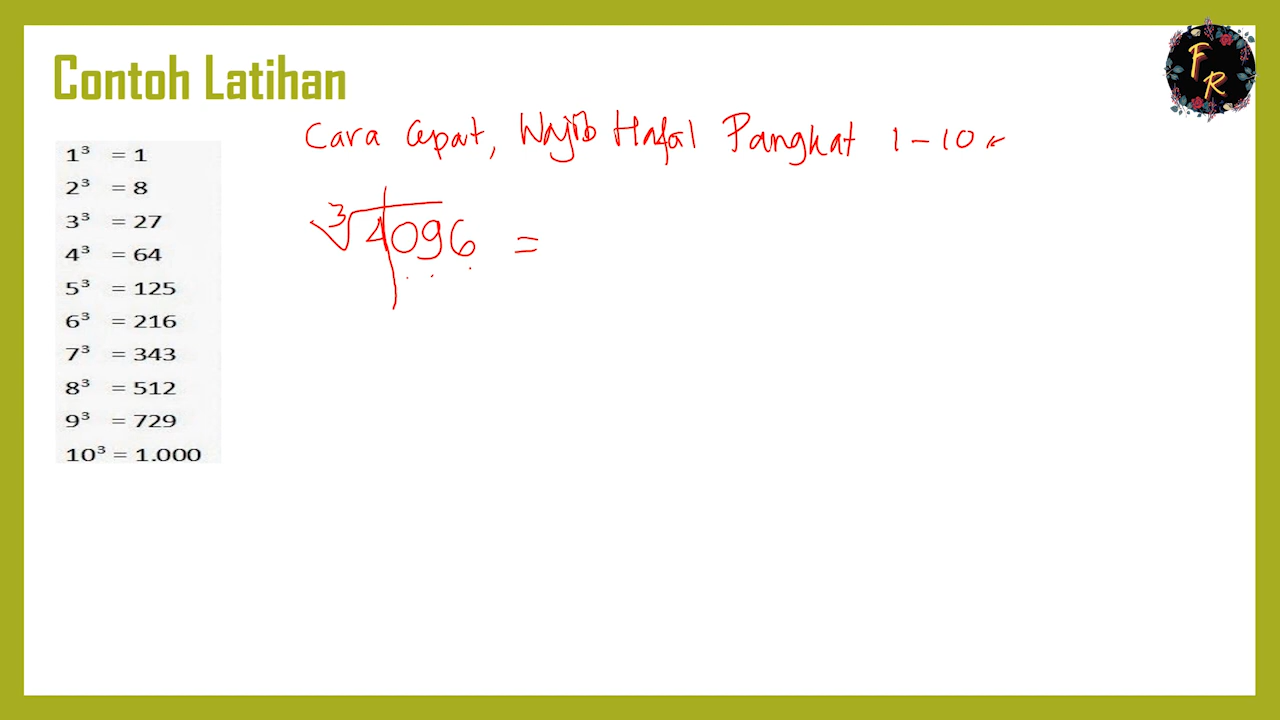 Contoh Latihan
F
R
Cara Cepat, Wajib Hafal Pangkat 1 - 10
1³ = 1
2³ = 8
3³ = 27
4³ = 64
5³ = 125
6³ = 216
7³ = 343
8³ = 512
9³ = 729
10³ = 1.000
∛4096 =